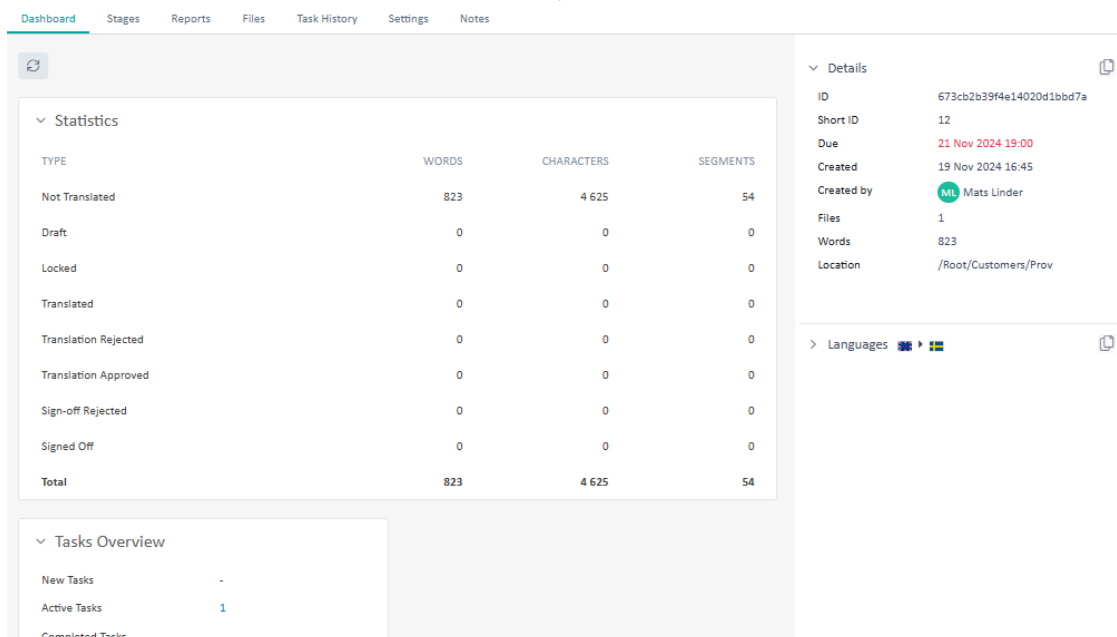 Dashboard Stages Reports Files Task History Settings Notes
Statistics
TYPE WORDS CHARACTERS SEGMENTS
Not Translated 823 4 625 54
Draft 0 0 0
Locked 0 0 0
Translated 0 0 0
Translation Rejected 0 0 0
Translation Approved 0 0 0
Sign-off Rejected 0 0 0
Signed Off 0 0 0
Total 823 4 625 54
Tasks Overview
New Tasks -
Active Tasks 1
Completed Tasks
Details
ID 673cb2b39f4e14020d1bbd7a
Short ID 12
Due 21 Nov 2024 19:00
Created 19 Nov 2024 16:45
Created by ML Mats Linder
Files 1
Words 823
Location /Root/Customers/Prov
Languages